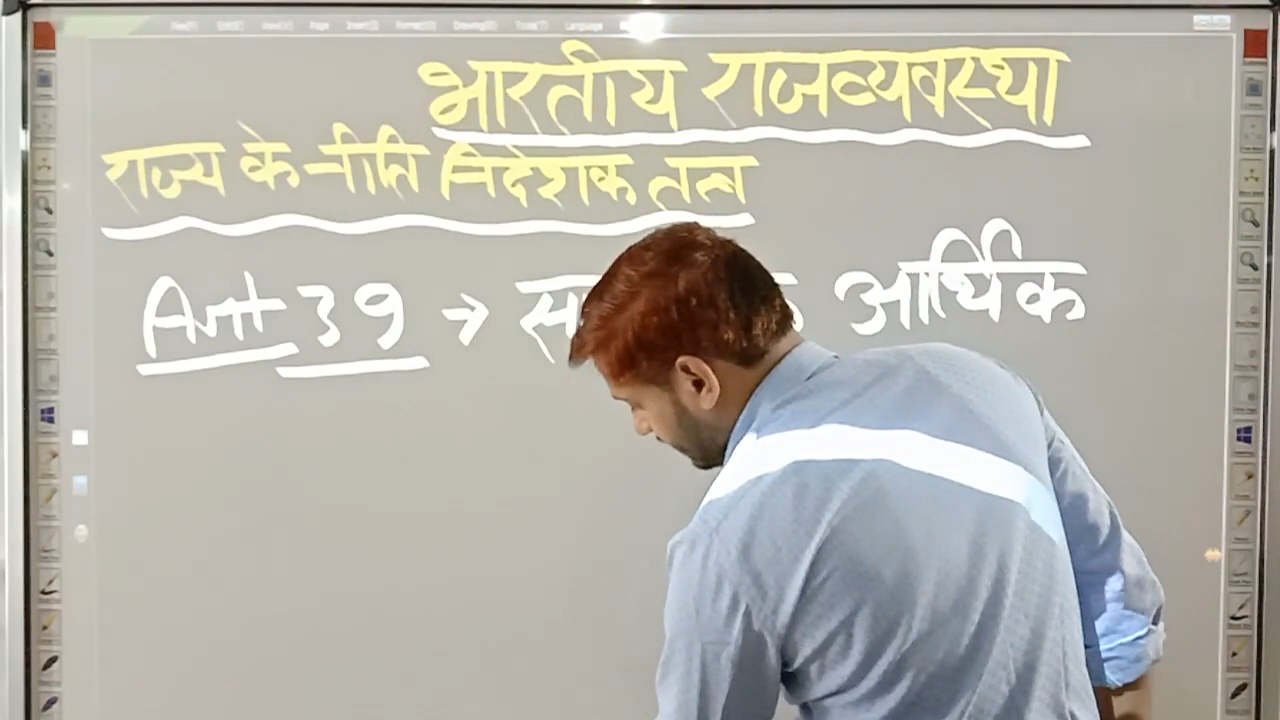 भारतीय राजव्यवस्था
राज्य के नीति निदेशक तत्व
Art 39 → आर्थिक